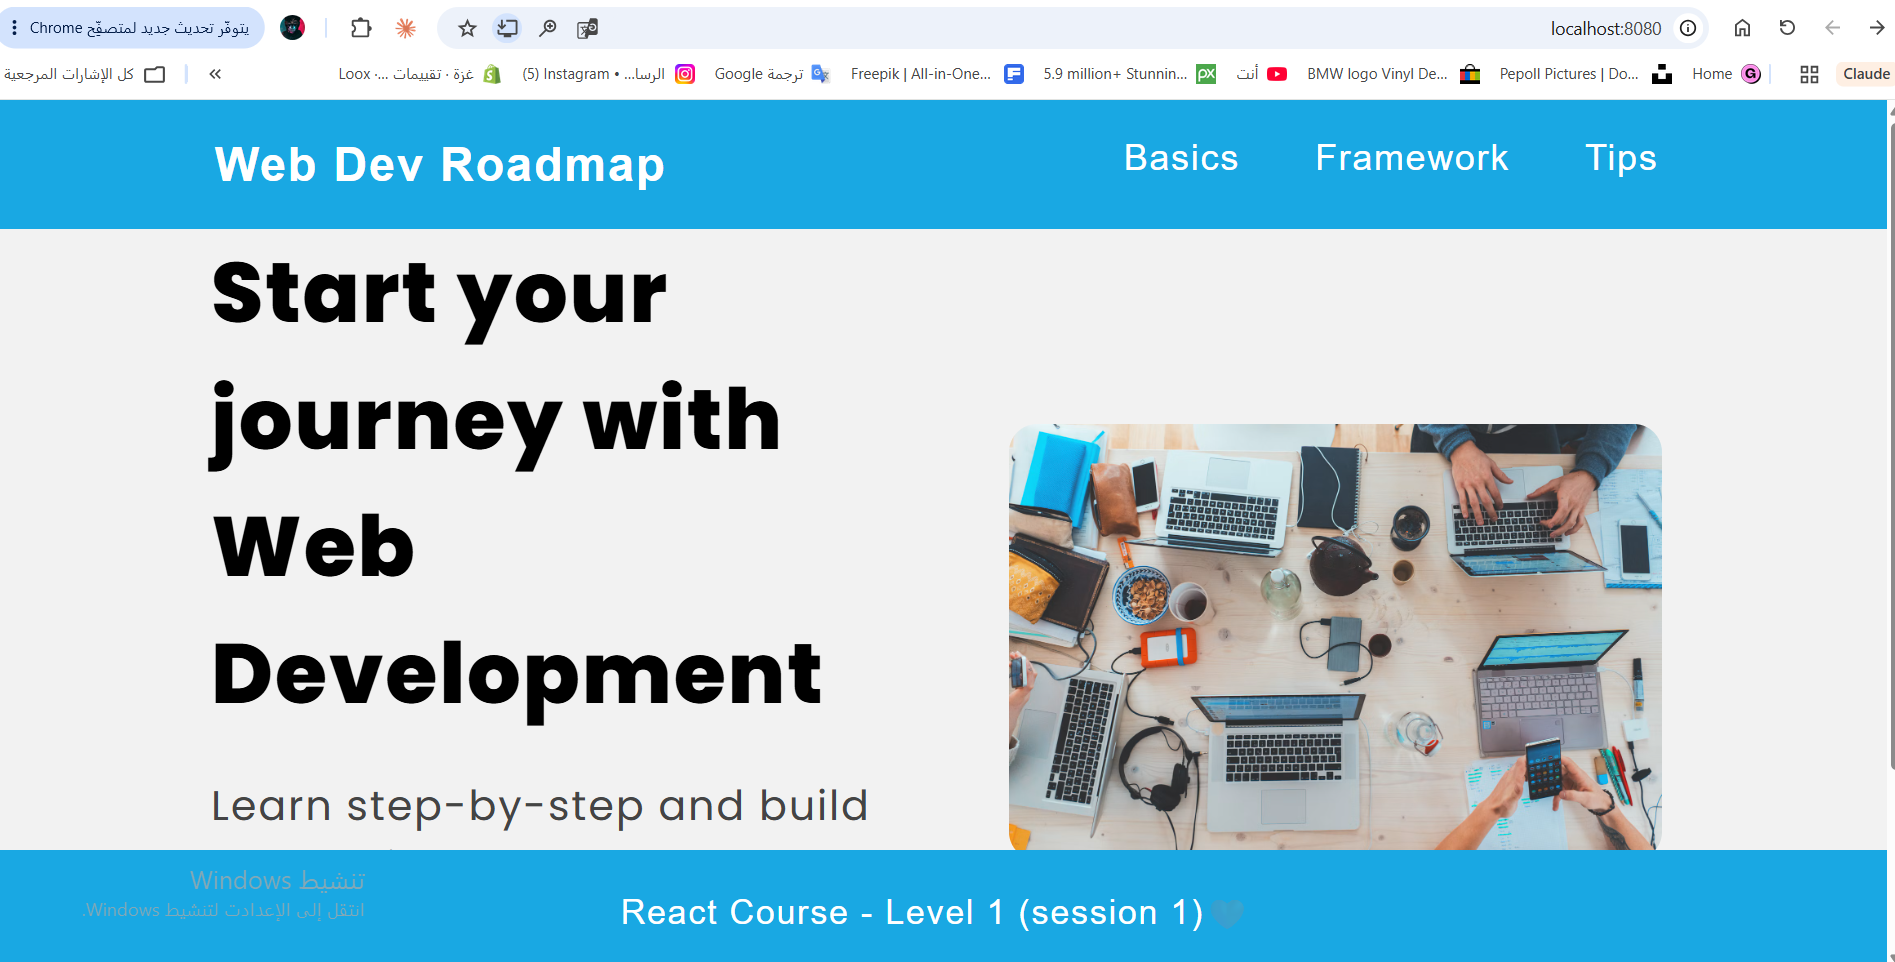 يتوفّر تحديث جديد لمتصفّح Chrome
localhost:8080
كل الإشارات المرجعية
Loox ·... غزة · تقييمات
(5) Instagram • الرسا...
ترجمة Google
Freepik | All-in-One...
5.9 million+ Stunnin...
أنت
BMW logo Vinyl De...
Pepoll Pictures | Do...
Home
Claude
Web Dev Roadmap
Basics
Framework
Tips
Start your
journey with
Web
Development
Learn step-by-step and build
تنشيط Windows
انتقل إلى الإعدادات لتنشيط Windows.
React Course - Level 1 (session 1)